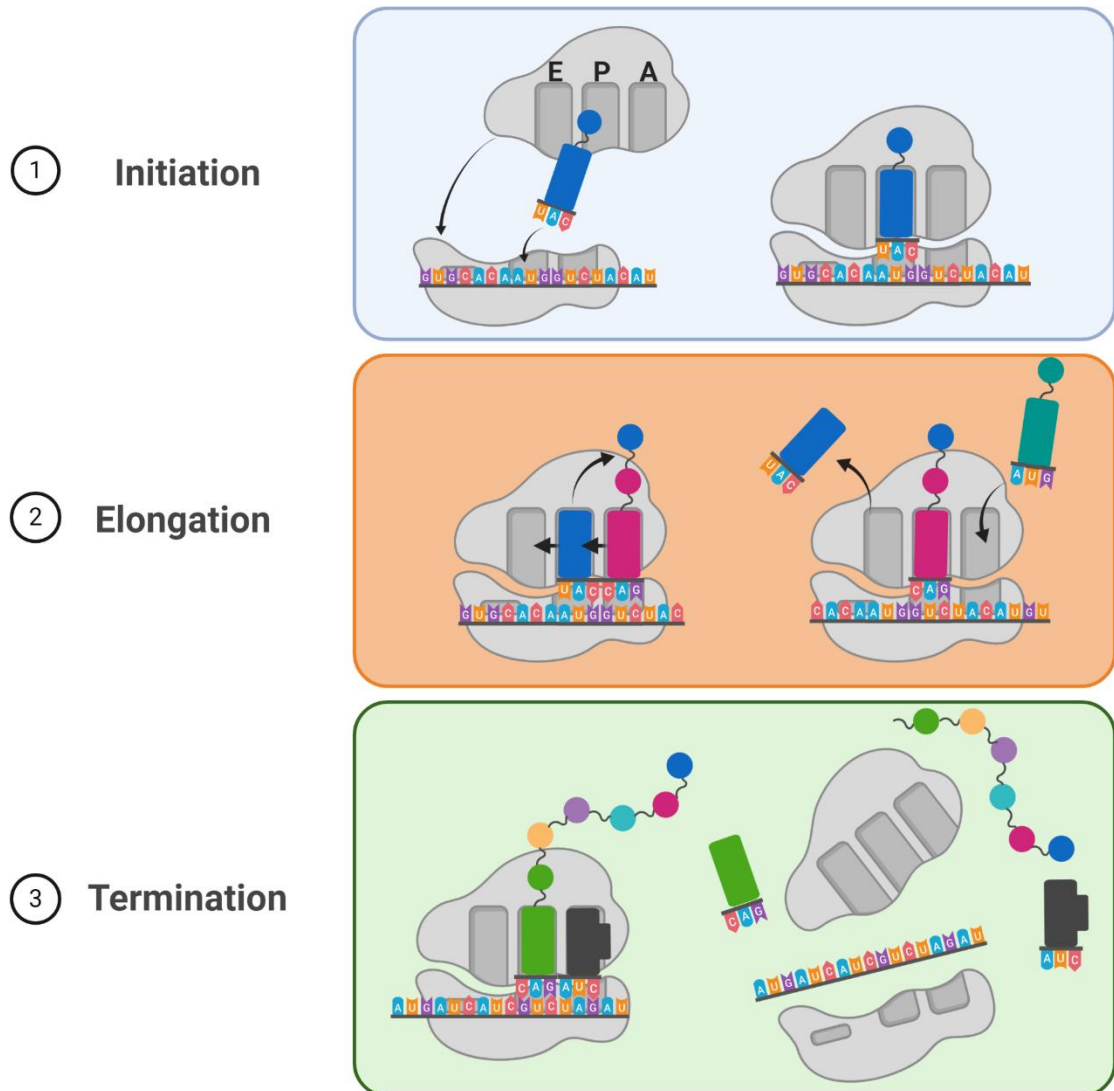 E P A
1 Initiation
UAC
GUGCACAAUGGUCUACAU
UAC
GUGCACAAUGGUCUACAU
2 Elongation
UACCAG
GUGCACAAUGGUCUAC
UAC
AUG
CAG
CACAAUGGUCUACAUGU
3 Termination
CAGAUC
AUGAUCAUCGUCUAGAU
CAG
AUGAUCAUCGUCUAGAU
AUC